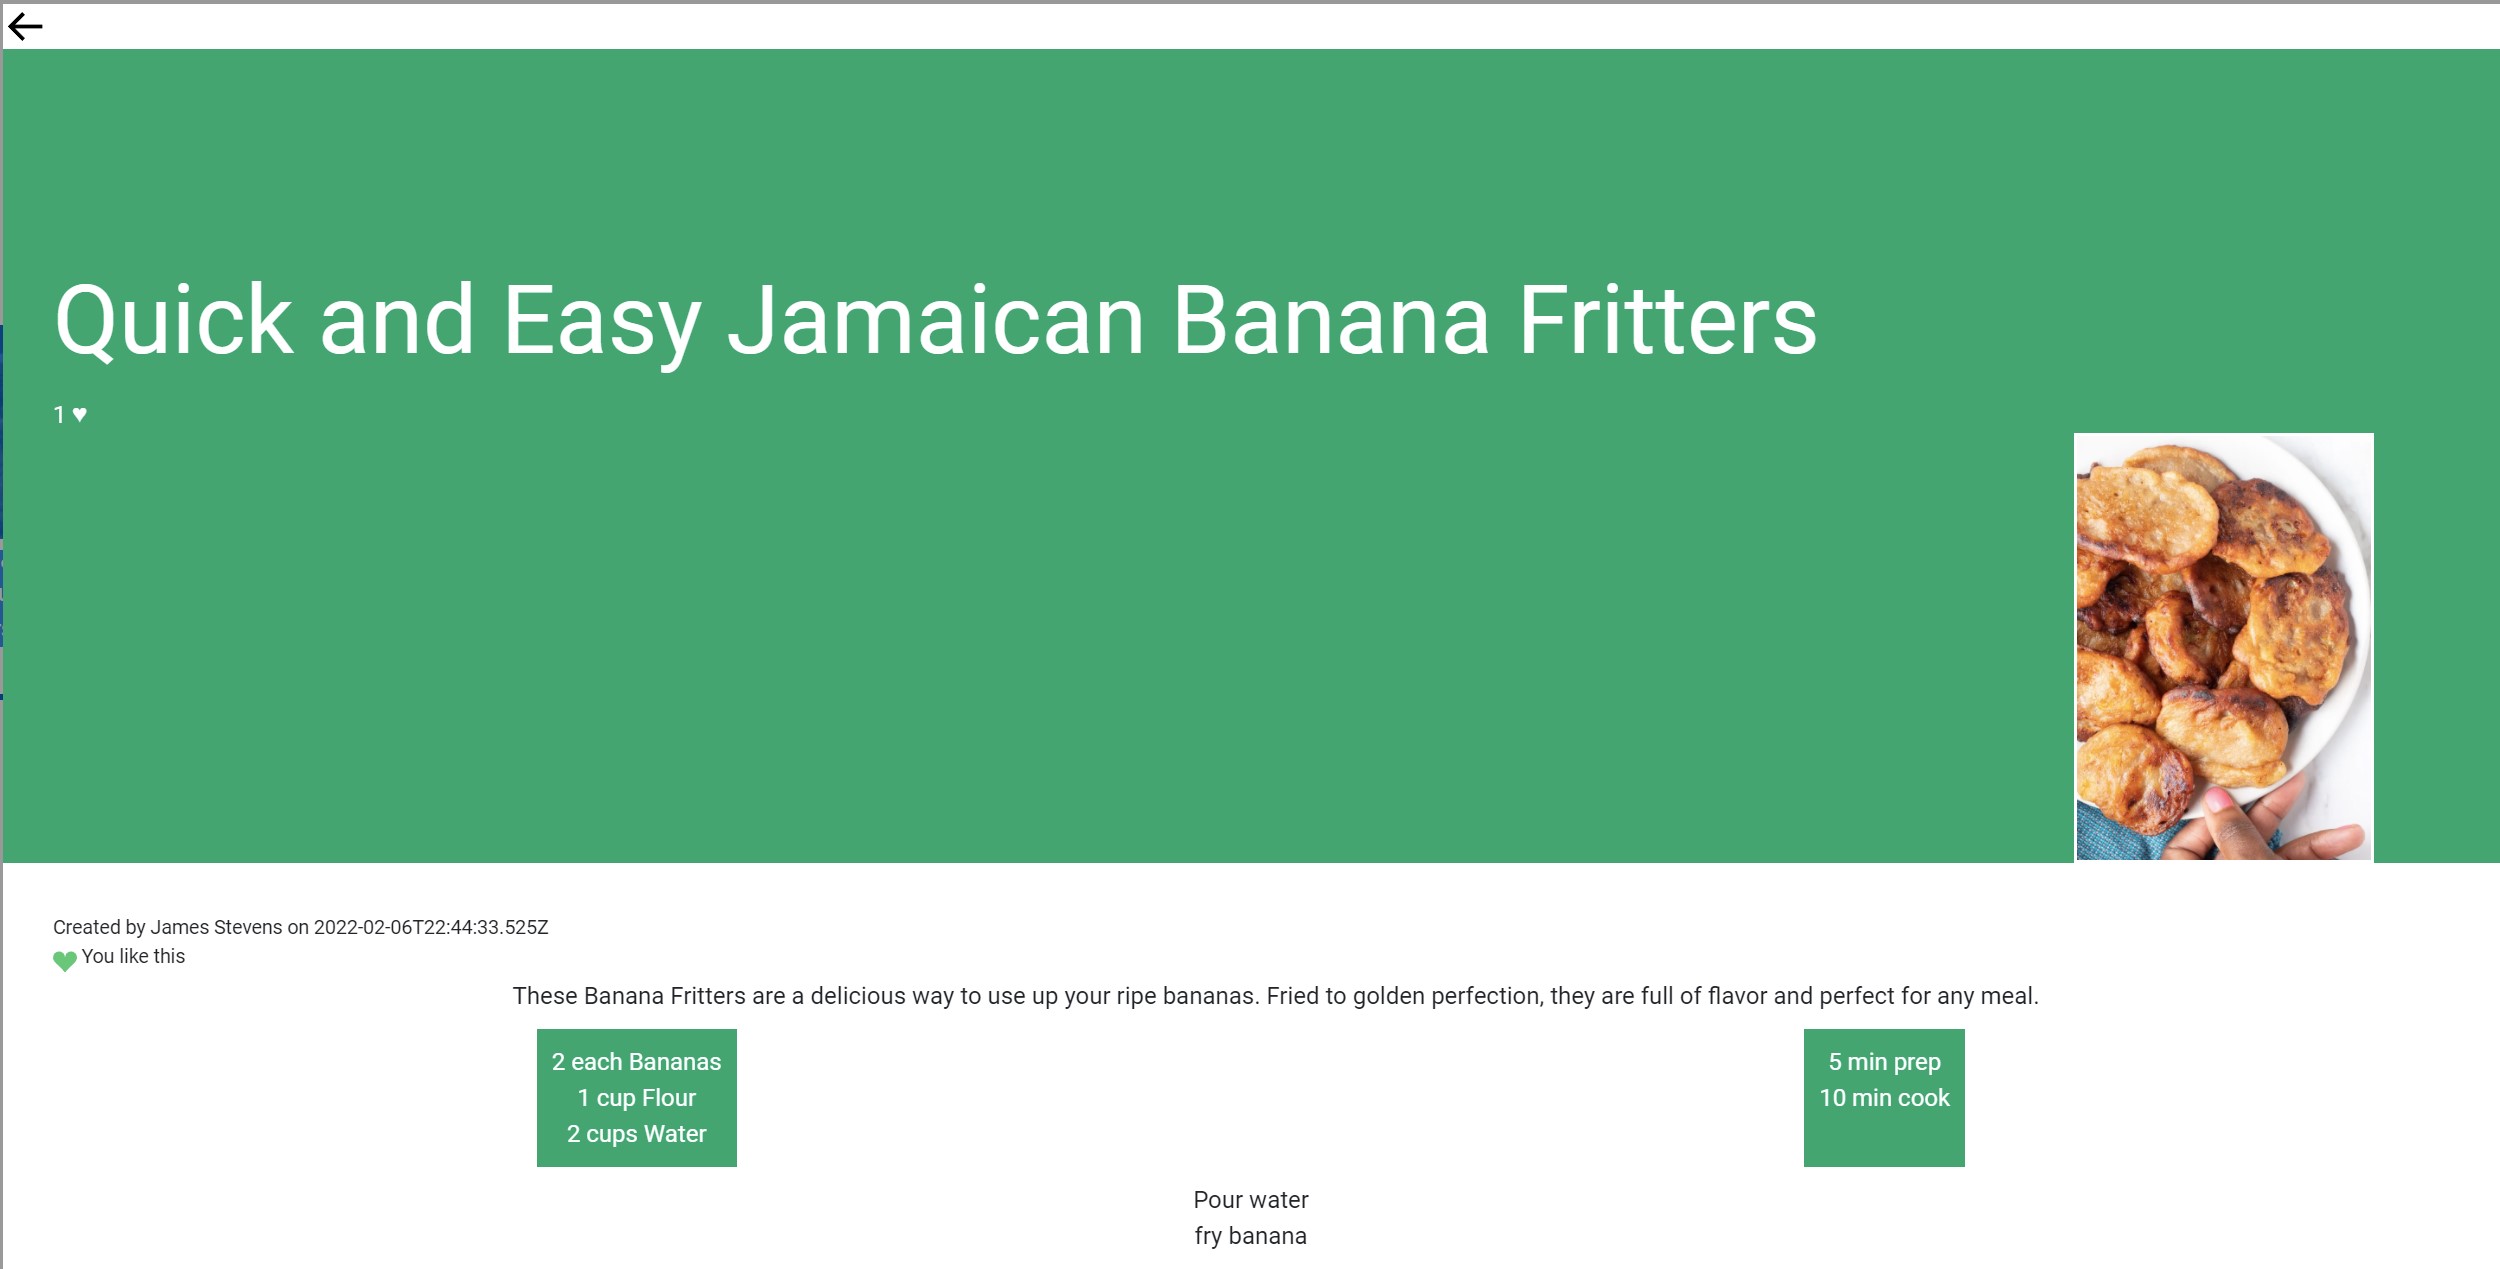 Quick and Easy Jamaican Banana Fritters
1 ♥
Created by James Stevens on 2022-02-06T22:44:33.525Z
You like this
These Banana Fritters are a delicious way to use up your ripe bananas. Fried to golden perfection, they are full of flavor and perfect for any meal.
2 each Bananas
1 cup Flour
2 cups Water
5 min prep
10 min cook
Pour water
fry banana